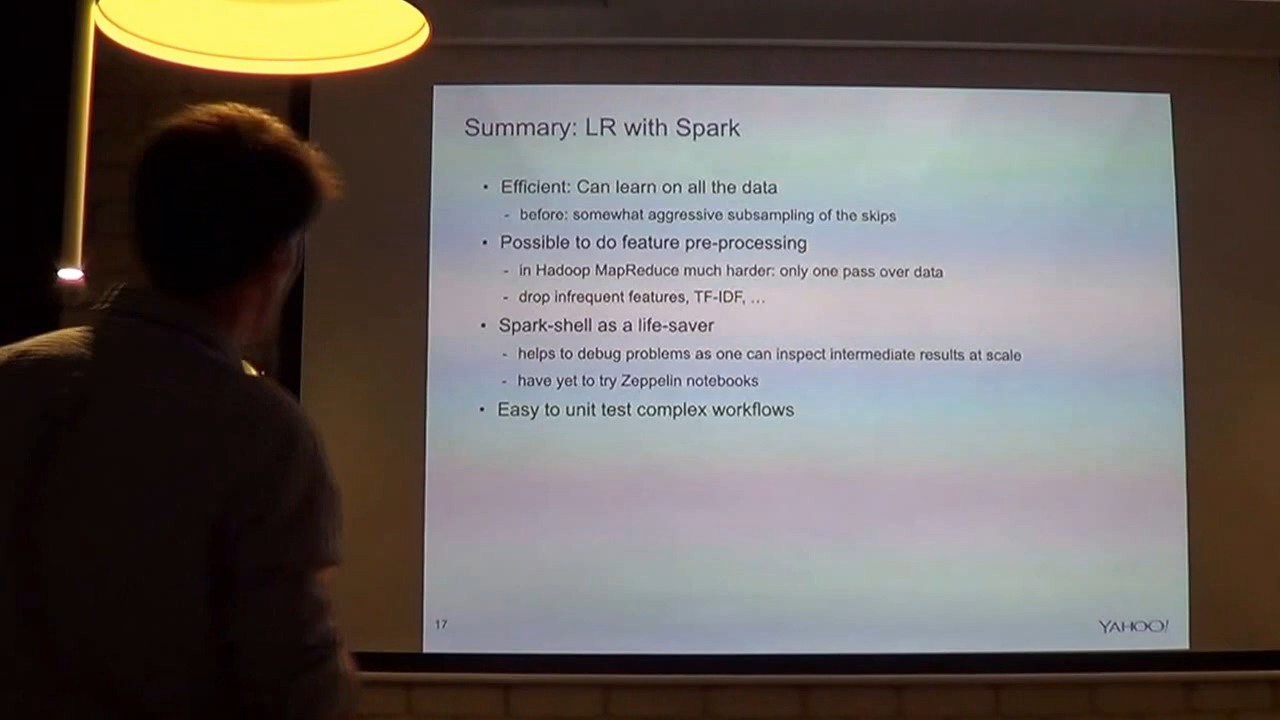 Summary: LR with Spark
• Efficient: Can learn on all the data
- before: somewhat aggressive subsampling of the skips
• Possible to do feature pre-processing
- in Hadoop MapReduce much harder: only one pass over data
- drop infrequent features, TF-IDF, …
• Spark-shell as a life-saver
- helps to debug problems as one can inspect intermediate results at scale
- have yet to try Zeppelin notebooks
• Easy to unit test complex workflows
17
YAHOO!